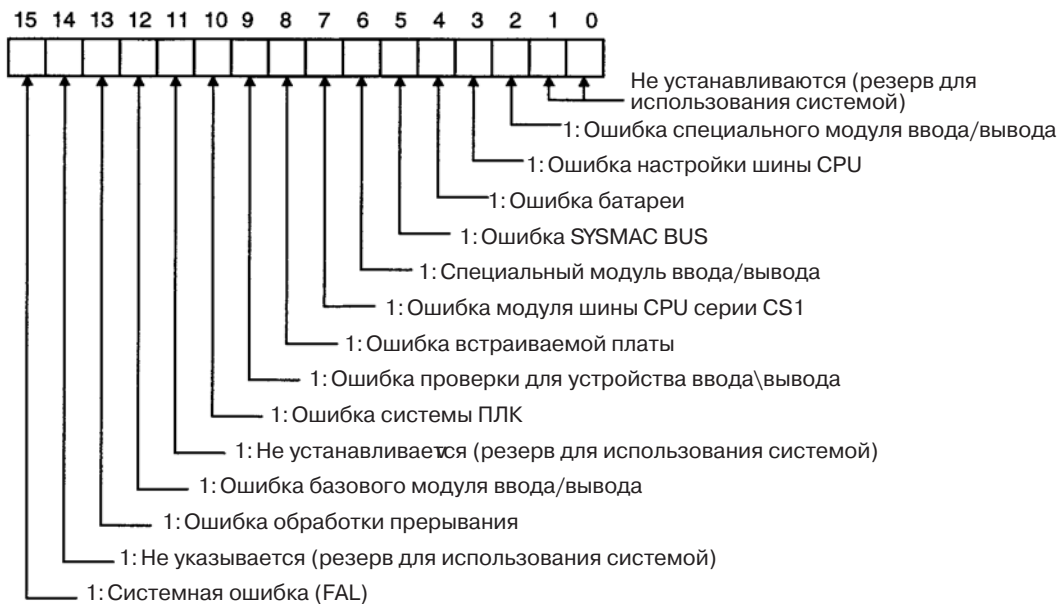 15 14 13 12 11 10 9 8 7 6 5 4 3 2 1 0
Не устанавливаются (резерв для
использования системой)
1: Ошибка специального модуля ввода/вывода
1: Ошибка настройки шины CPU
1: Ошибка батареи
1: Ошибка SYSMAC BUS
1: Специальный модуль ввода/вывода
1: Ошибка модуля шины CPU серии CS1
1: Ошибка встраиваемой платы
1: Ошибка проверки для устройства ввода\вывода
1: Ошибка системы ПЛК
1: Не устанавливается (резерв для использования системой)
1: Ошибка базового модуля ввода/вывода
1: Ошибка обработки прерывания
1: Не указывается (резерв для использования системой)
1: Системная ошибка (FAL)